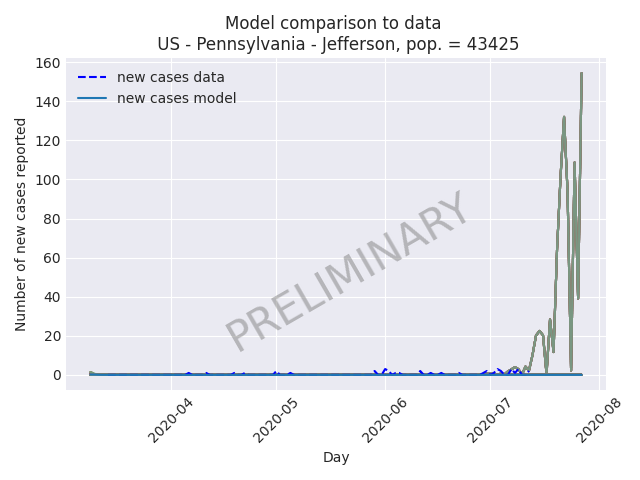 Model comparison to data
US - Pennsylvania - Jefferson, pop. = 43425
160
140
120
100
80
60
40
20
0
Number of new cases reported
new cases data
new cases model
PRELIMINARY
2020-04
2020-05
2020-06
2020-07
2020-08
Day